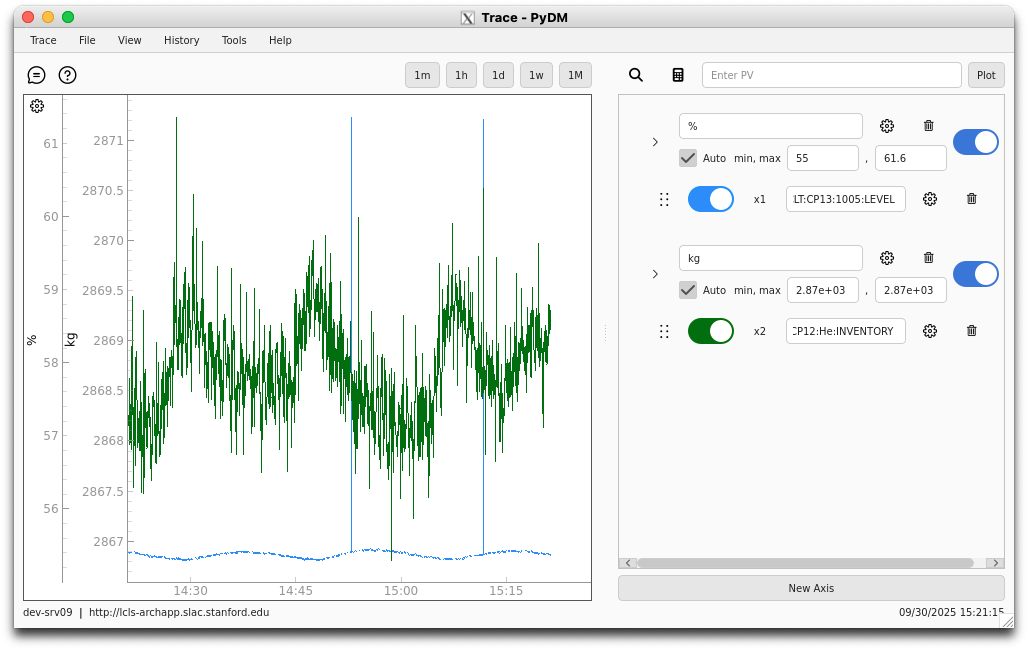 Trace - PyDM
Trace File View History Tools Help
1m 1h 1d 1w 1M Enter PV Plot
61
60
59
58
57
56
%
2871
2870.5
2870
2869.5
2869
2868.5
2868
2867.5
2867
kg
14:30 14:45 15:00 15:15
%
Auto min, max 55 , 61.6
x1 :LT:CP13:1005:LEVEL
kg
Auto min, max 2.87e+03 , 2.87e+03
x2 CP12:He:INVENTORY
New Axis
dev-srv09 | http://lcls-archapp.slac.stanford.edu 09/30/2025 15:21:15